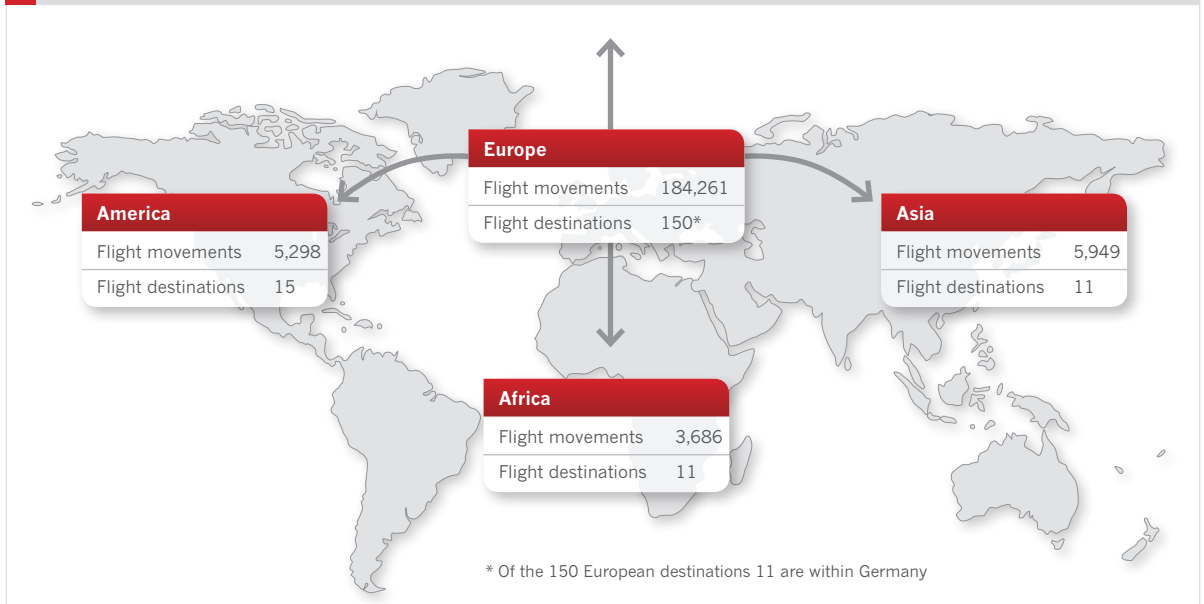 Europe
Flight movements 184,261
Flight destinations 150*
America
Flight movements 5,298
Flight destinations 15
Asia
Flight movements 5,949
Flight destinations 11
Africa
Flight movements 3,686
Flight destinations 11
* Of the 150 European destinations 11 are within Germany